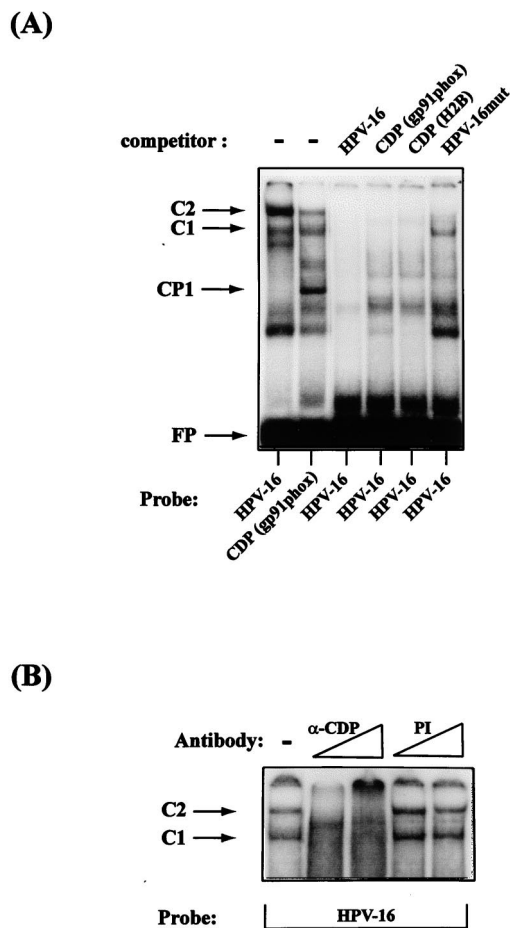 (A)
competitor :
-
-
HPV-16
CDP (gp91phox)
CDP (H2B)
HPV-16mut
C2
C1
CP1
FP
Probe:
HPV-16
CDP (gp91phox)
HPV-16
HPV-16
HPV-16
HPV-16
(B)
Antibody:
-
α-CDP
PI
C2
C1
Probe:
HPV-16